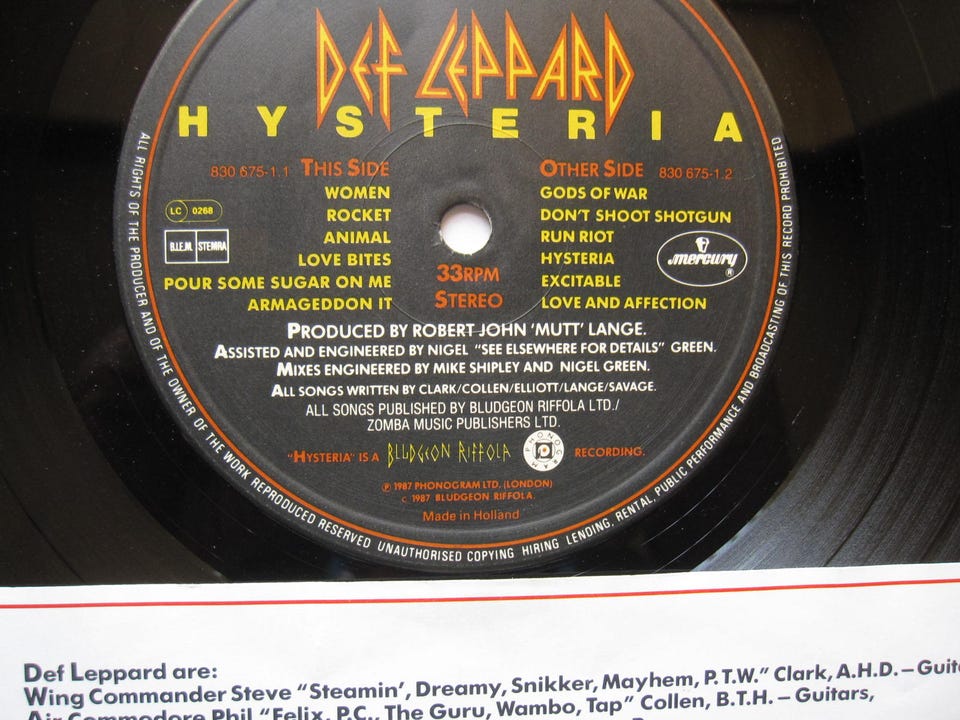 DEF LEPPARD
HYSTERIA
830 675-1.1 THIS SIDE
WOMEN
ROCKET
ANIMAL
LOVE BITES
POUR SOME SUGAR ON ME
ARMAGEDDON IT
OTHER SIDE 830 675-1.2
GODS OF WAR
DON'T SHOOT SHOTGUN
RUN RIOT
HYSTERIA
EXCITABLE
LOVE AND AFFECTION
LC 0268
B.I.E.M. STEMRA
mercury ®
33RPM
STEREO
PRODUCED BY ROBERT JOHN 'MUTT' LANGE.
ASSISTED AND ENGINEERED BY NIGEL "SEE ELSEWHERE FOR DETAILS" GREEN.
MIXES ENGINEERED BY MIKE SHIPLEY AND NIGEL GREEN.
ALL SONGS WRITTEN BY CLARK/COLLEN/ELLIOTT/LANGE/SAVAGE.
ALL SONGS PUBLISHED BY BLUDGEON RIFFOLA LTD./
ZOMBA MUSIC PUBLISHERS LTD.
"HYSTERIA" IS A BLUDGEON RIFFOLA PHONOGRAM RECORDING.
℗ 1987 PHONOGRAM LTD. (LONDON)
c 1987 BLUDGEON RIFFOLA.
Made in Holland
ALL RIGHTS OF THE PRODUCER AND OF THE OWNER OF THE WORK REPRODUCED RESERVED UNAUTHORISED COPYING HIRING LENDING, RENTAL, PUBLIC PERFORMANCE AND BROADCASTING OF THIS RECORD PROHIBITED
Def Leppard are:
Wing Commander Steve "Steamin', Dreamy, Snikker, Mayhem, P.T.W." Clark, A.H.D. – Guita
Air Commodore Phil "Felix, P.C., The Guru, Wambo, Tap" Collen, B.T.H. – Guitars,